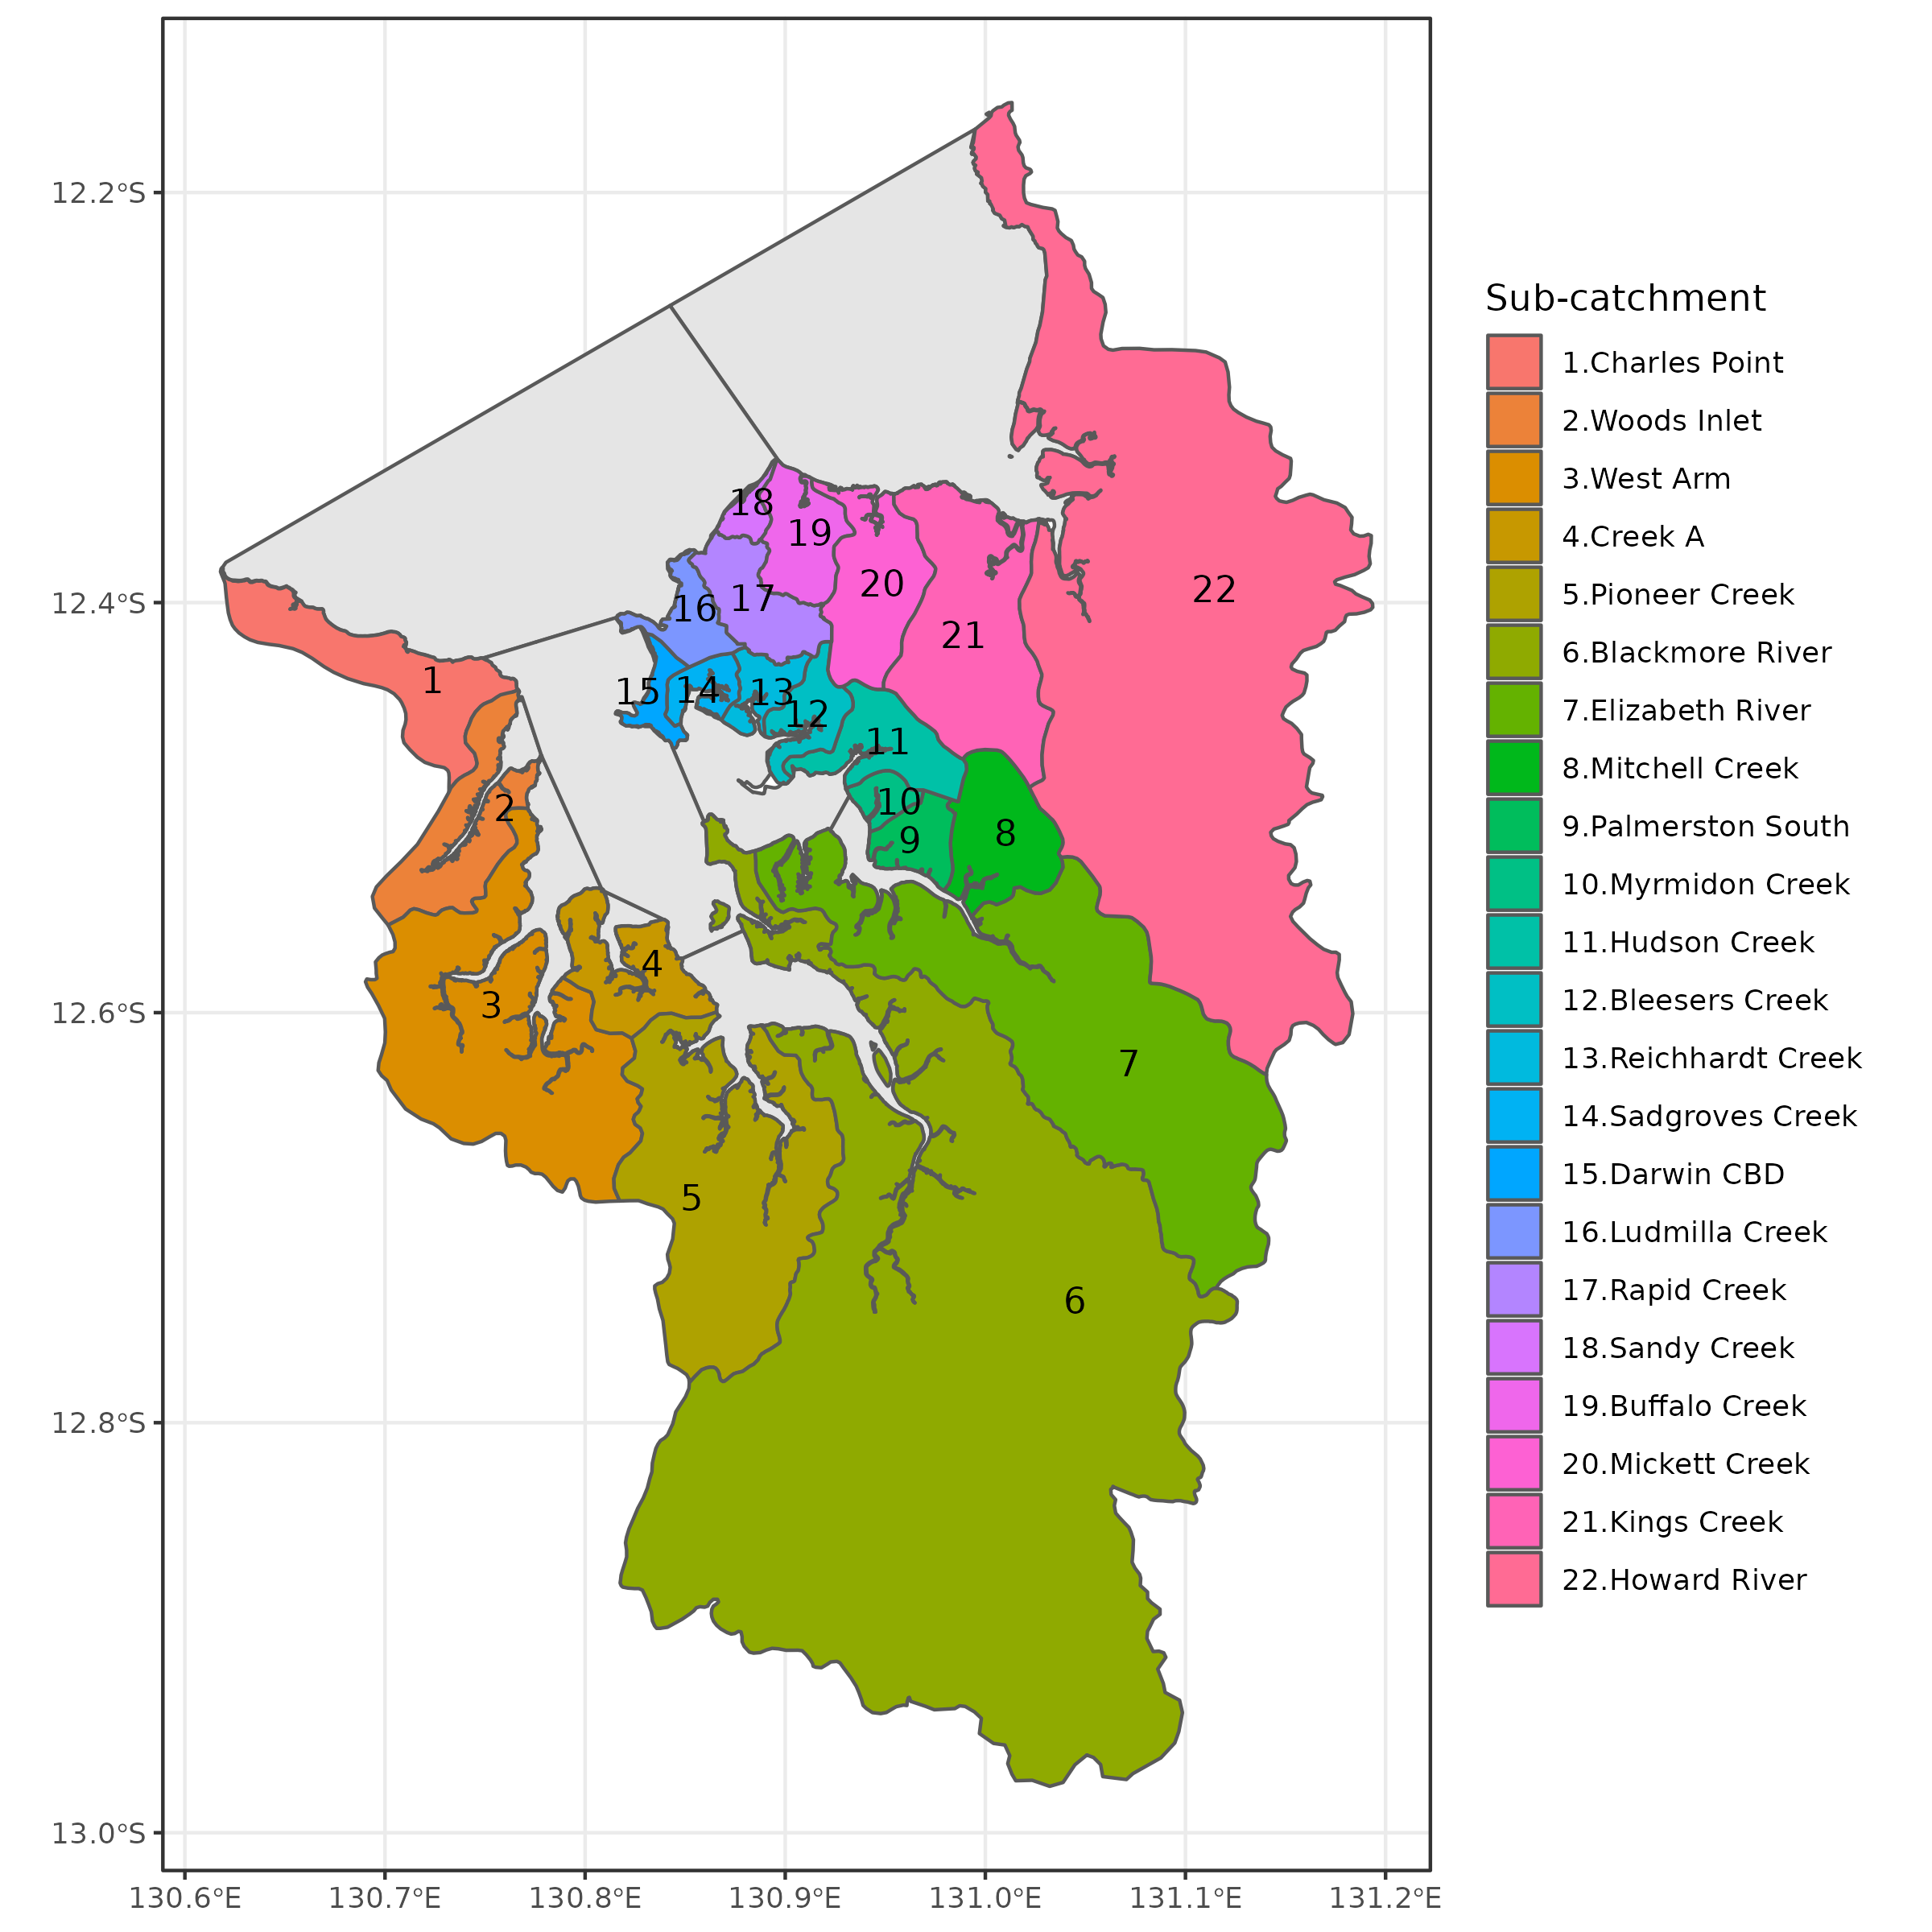 12.2°S
12.4°S
12.6°S
12.8°S
13.0°S
130.6°E
130.7°E
130.8°E
130.9°E
131.0°E
131.1°E
131.2°E
18
19
20
22
16
17
21
1
15
14
13
12
11
2
10
9
8
4
3
7
5
6
Sub-catchment
1.Charles Point
2.Woods Inlet
3.West Arm
4.Creek A
5.Pioneer Creek
6.Blackmore River
7.Elizabeth River
8.Mitchell Creek
9.Palmerston South
10.Myrmidon Creek
11.Hudson Creek
12.Bleesers Creek
13.Reichhardt Creek
14.Sadgroves Creek
15.Darwin CBD
16.Ludmilla Creek
17.Rapid Creek
18.Sandy Creek
19.Buffalo Creek
20.Mickett Creek
21.Kings Creek
22.Howard River